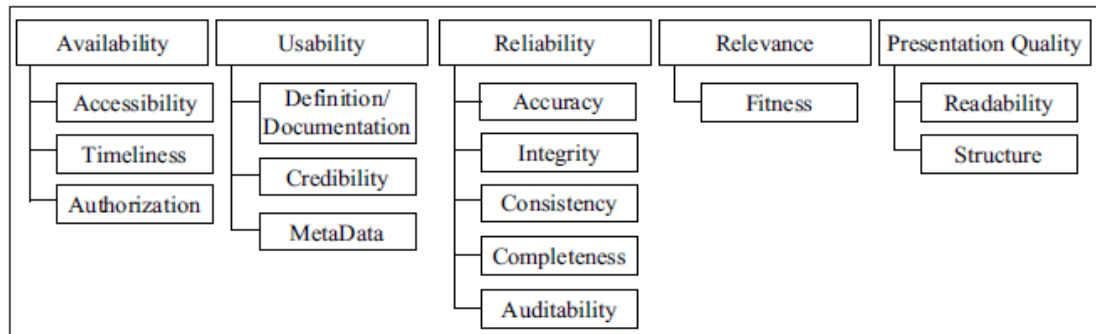 Availability
Accessibility
Timeliness
Authorization
Usability
Definition/
Documentation
Credibility
MetaData
Reliability
Accuracy
Integrity
Consistency
Completeness
Auditability
Relevance
Fitness
Presentation Quality
Readability
Structure